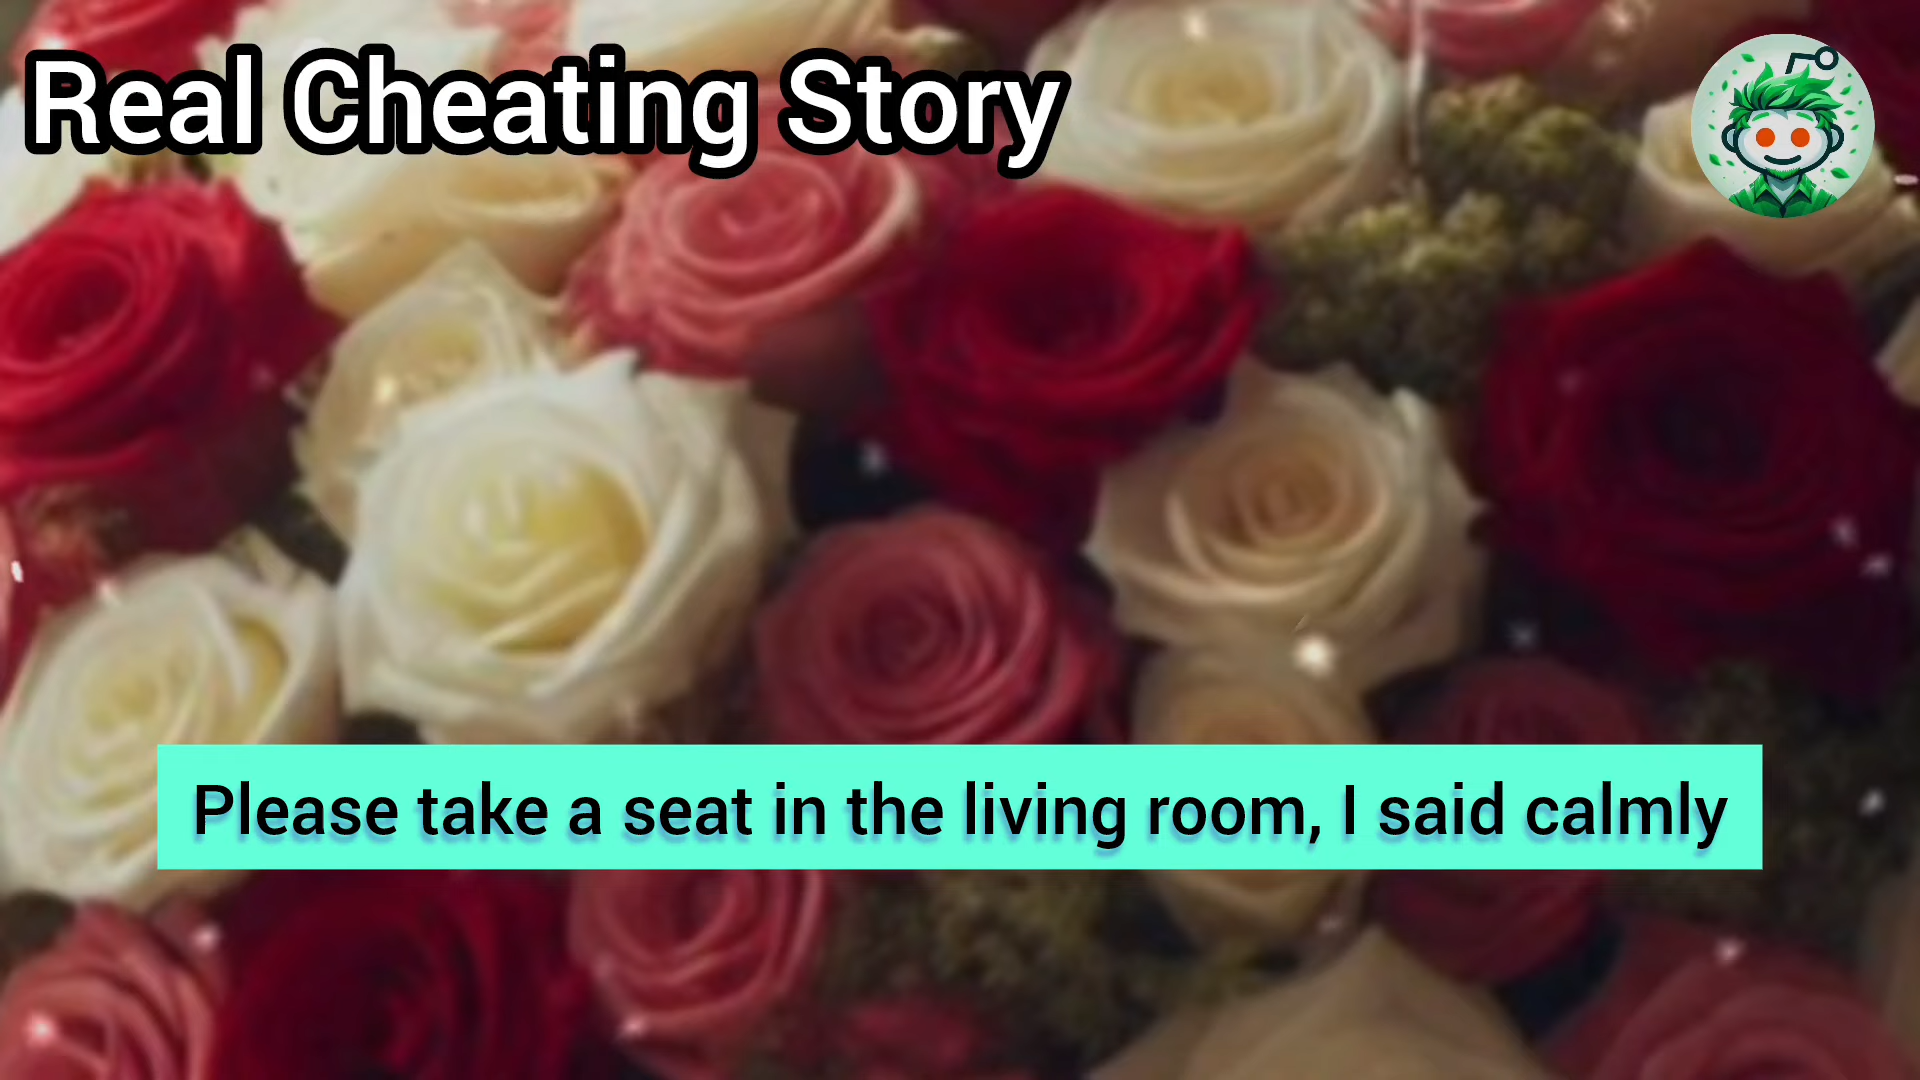 Real Cheating Story
Please take a seat in the living room, I said calmly